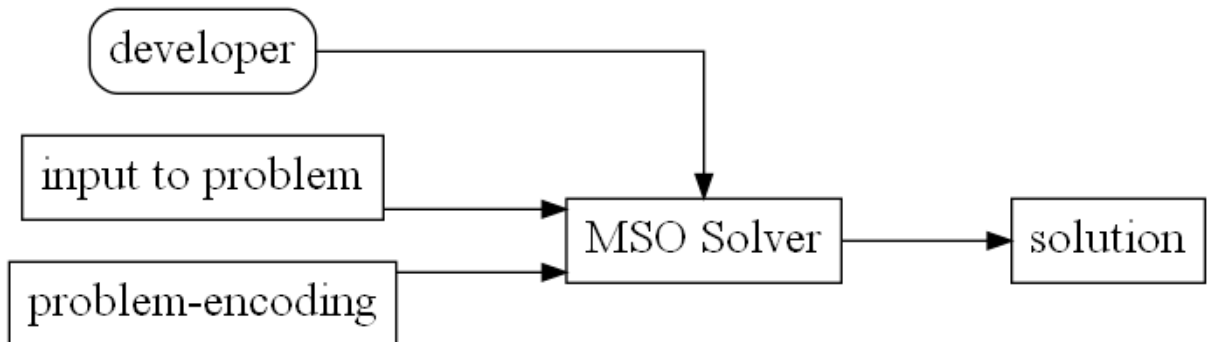 developer
input to problem
MSO Solver
solution
problem-encoding